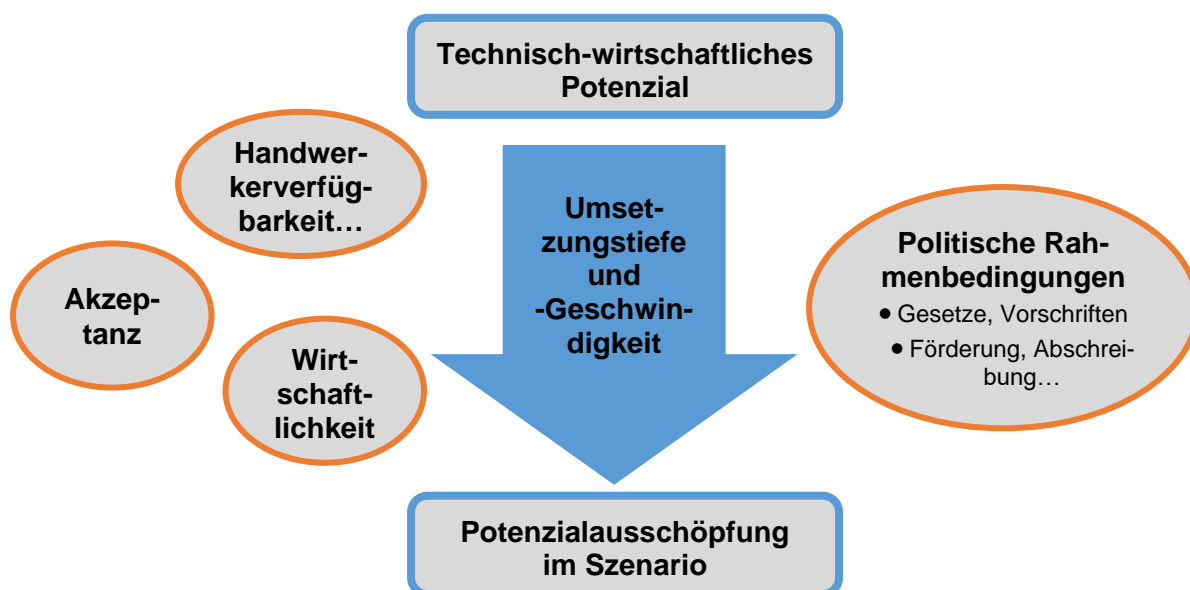 Technisch-wirtschaftliches
Potenzial
Handwer-
kerverfüg-
barkeit…
Akzep-
tanz
Wirt-
schaft-
lichkeit
Umset-
zungstiefe
und
-Geschwin-
digkeit
Politische Rah-
menbedingungen
• Gesetze, Vorschriften
• Förderung, Abschrei-
bung…
Potenzialausschöpfung
im Szenario